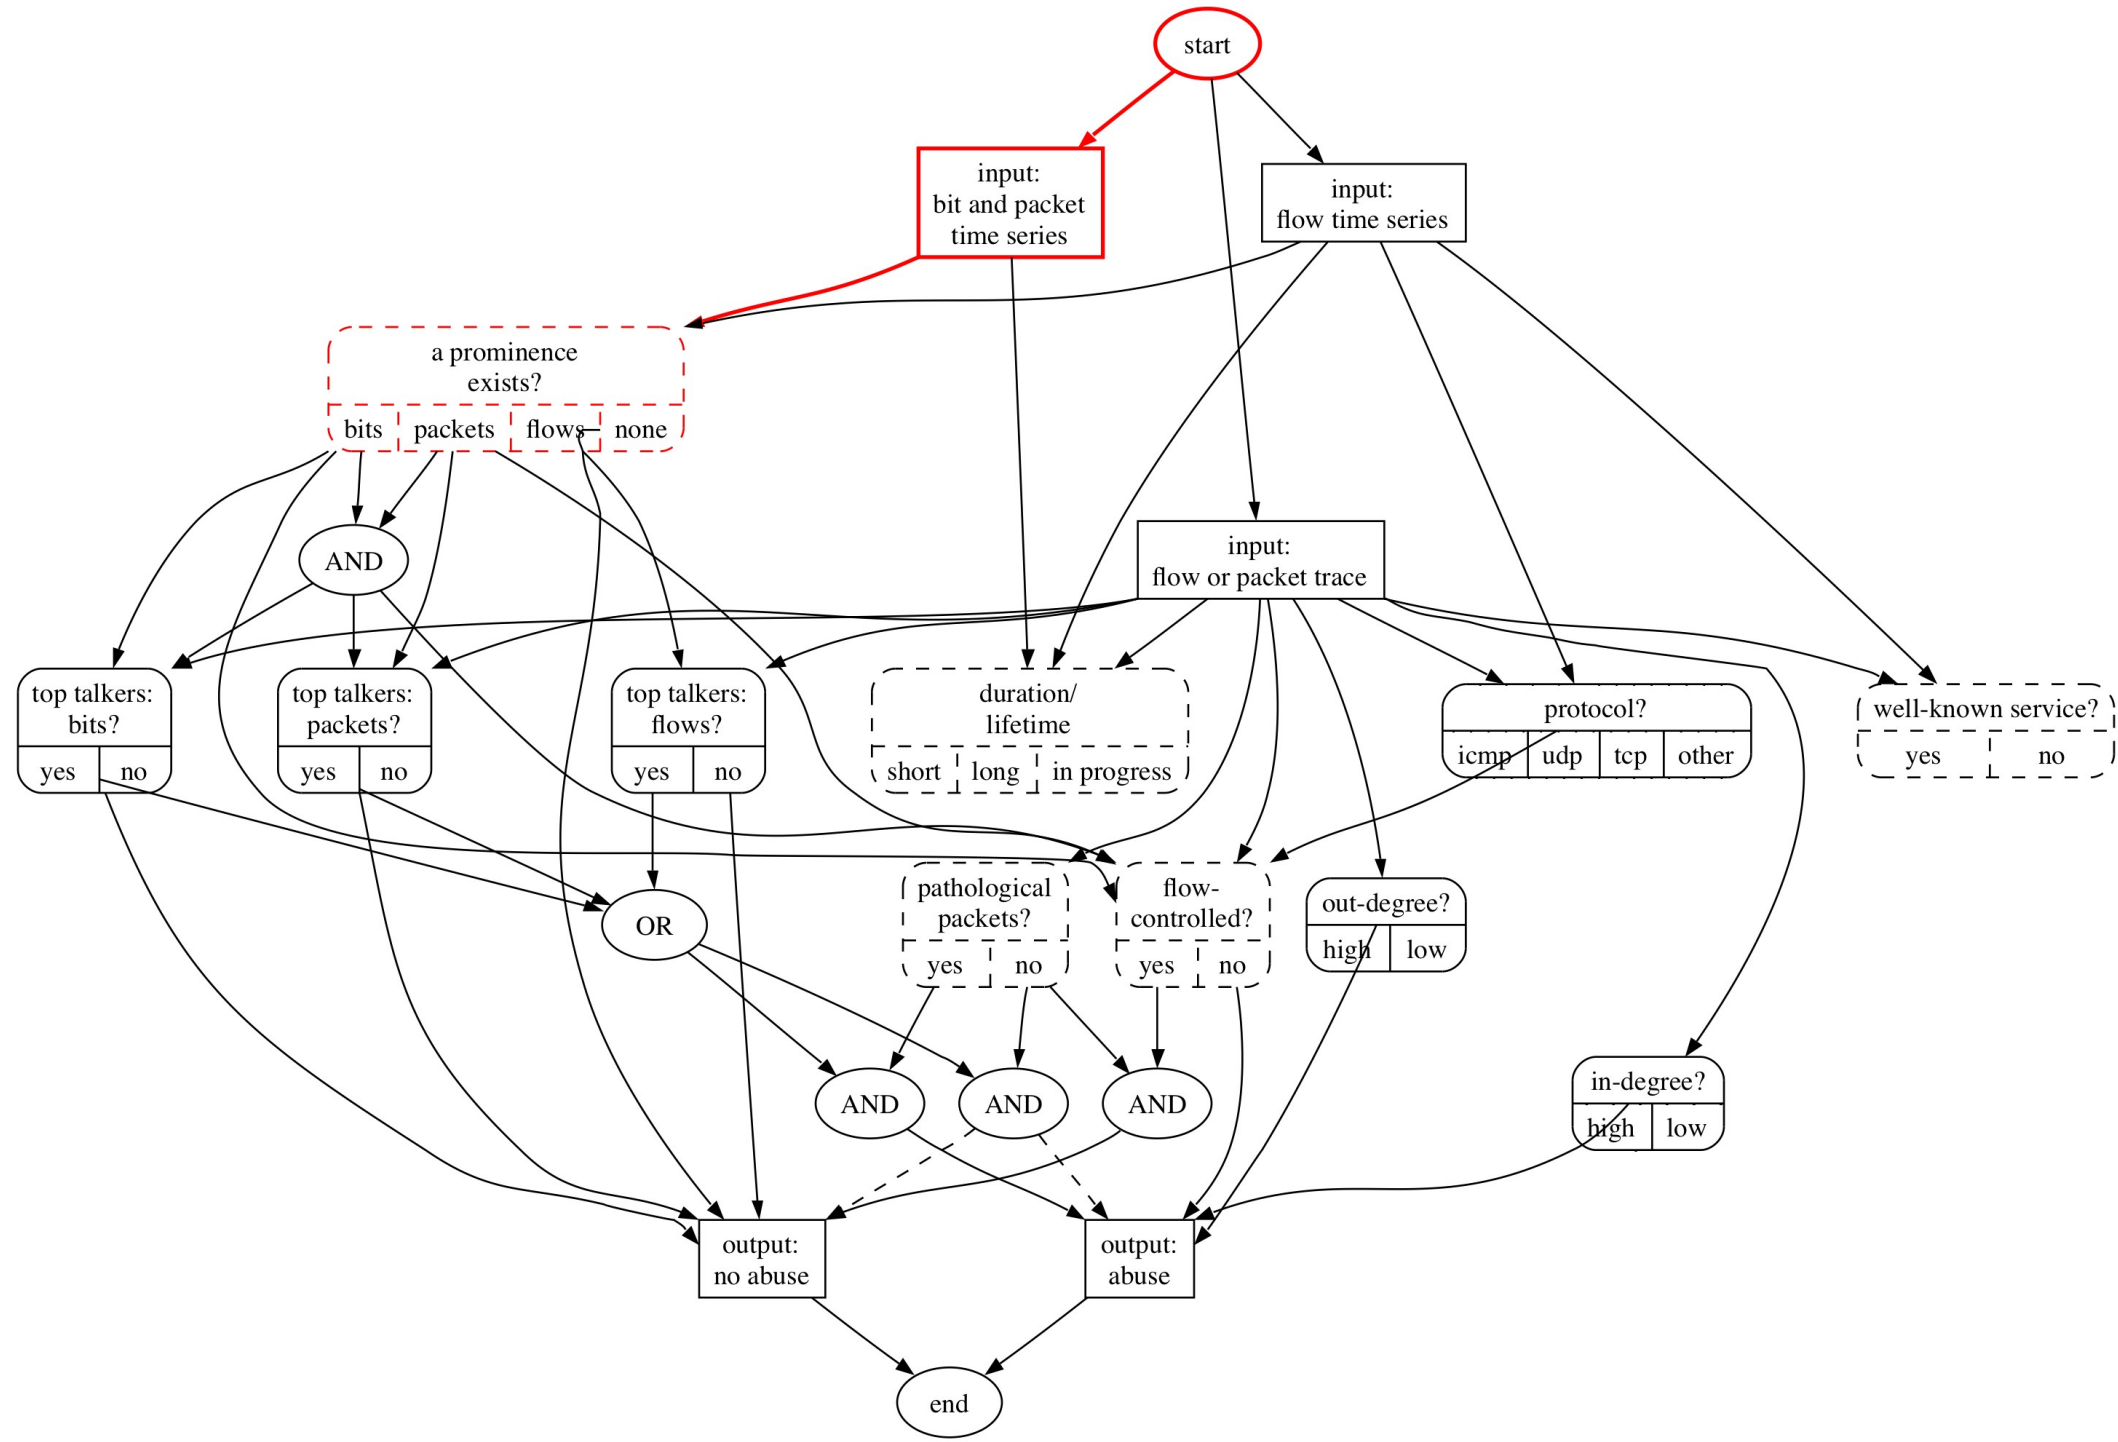 start
input:
bit and packet
time series
input:
flow time series
a prominence
exists?
bits
packets
flows
none
AND
input:
flow or packet trace
top talkers:
bits?
yes
no
top talkers:
packets?
yes
no
top talkers:
flows?
yes
no
duration/
lifetime
short
long
in progress
protocol?
icmp
udp
tcp
other
well-known service?
yes
no
OR
pathological
packets?
yes
no
flow-
controlled?
yes
no
out-degree?
high
low
AND
AND
AND
in-degree?
high
low
output:
no abuse
output:
abuse
end